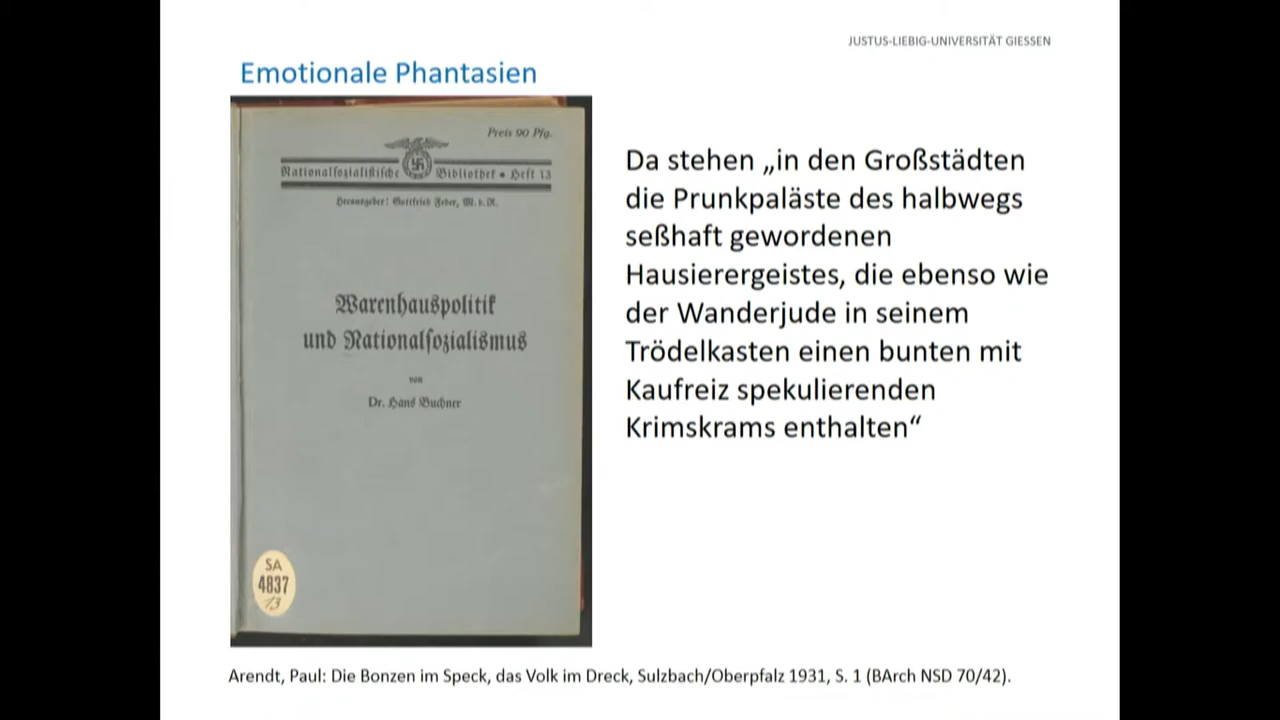 JUSTUS-LIEBIG-UNIVERSITÄT GIESSEN
Emotionale Phantasien
Preis 90 Pfg.
Nationalsozialistische Bibliothek • Heft 13
Herausgeber: Gottfried Feder, M. d. R.
Warenhauspolitik
und Nationalsozialismus
von
Dr. Hans Buchner
SA
4837
13
Da stehen „in den Großstädten
die Prunkpaläste des halbwegs
seßhaft gewordenen
Hausierergeistes, die ebenso wie
der Wanderjude in seinem
Trödelkasten einen bunten mit
Kaufreiz spekulierenden
Krimskrams enthalten“
Arendt, Paul: Die Bonzen im Speck, das Volk im Dreck, Sulzbach/Oberpfalz 1931, S. 1 (BArch NSD 70/42).